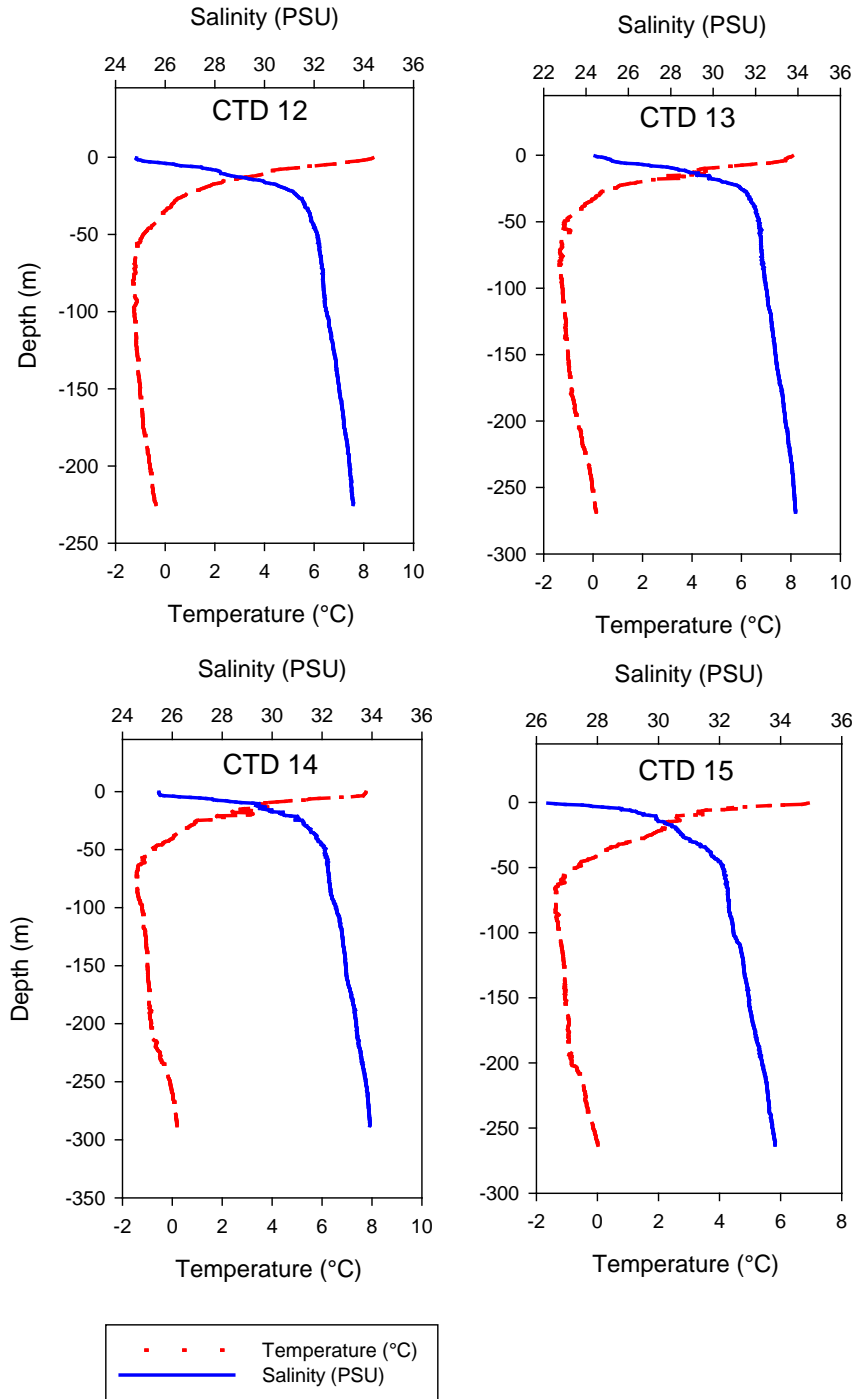 Salinity (PSU)
24 26 28 30 32 34 36
CTD 12
0
-50
-100
-150
-200
-250
Depth (m)
-2 0 2 4 6 8 10
Temperature (°C)
Salinity (PSU)
22 24 26 28 30 32 34 36
CTD 13
0
-50
-100
-150
-200
-250
-300
-2 0 2 4 6 8 10
Temperature (°C)
Salinity (PSU)
24 26 28 30 32 34 36
CTD 14
0
-50
-100
-150
-200
-250
-300
-350
Depth (m)
-2 0 2 4 6 8 10
Temperature (°C)
Salinity (PSU)
26 28 30 32 34 36
CTD 15
0
-50
-100
-150
-200
-250
-300
-2 0 2 4 6 8
Temperature (°C)
Temperature (°C)
Salinity (PSU)